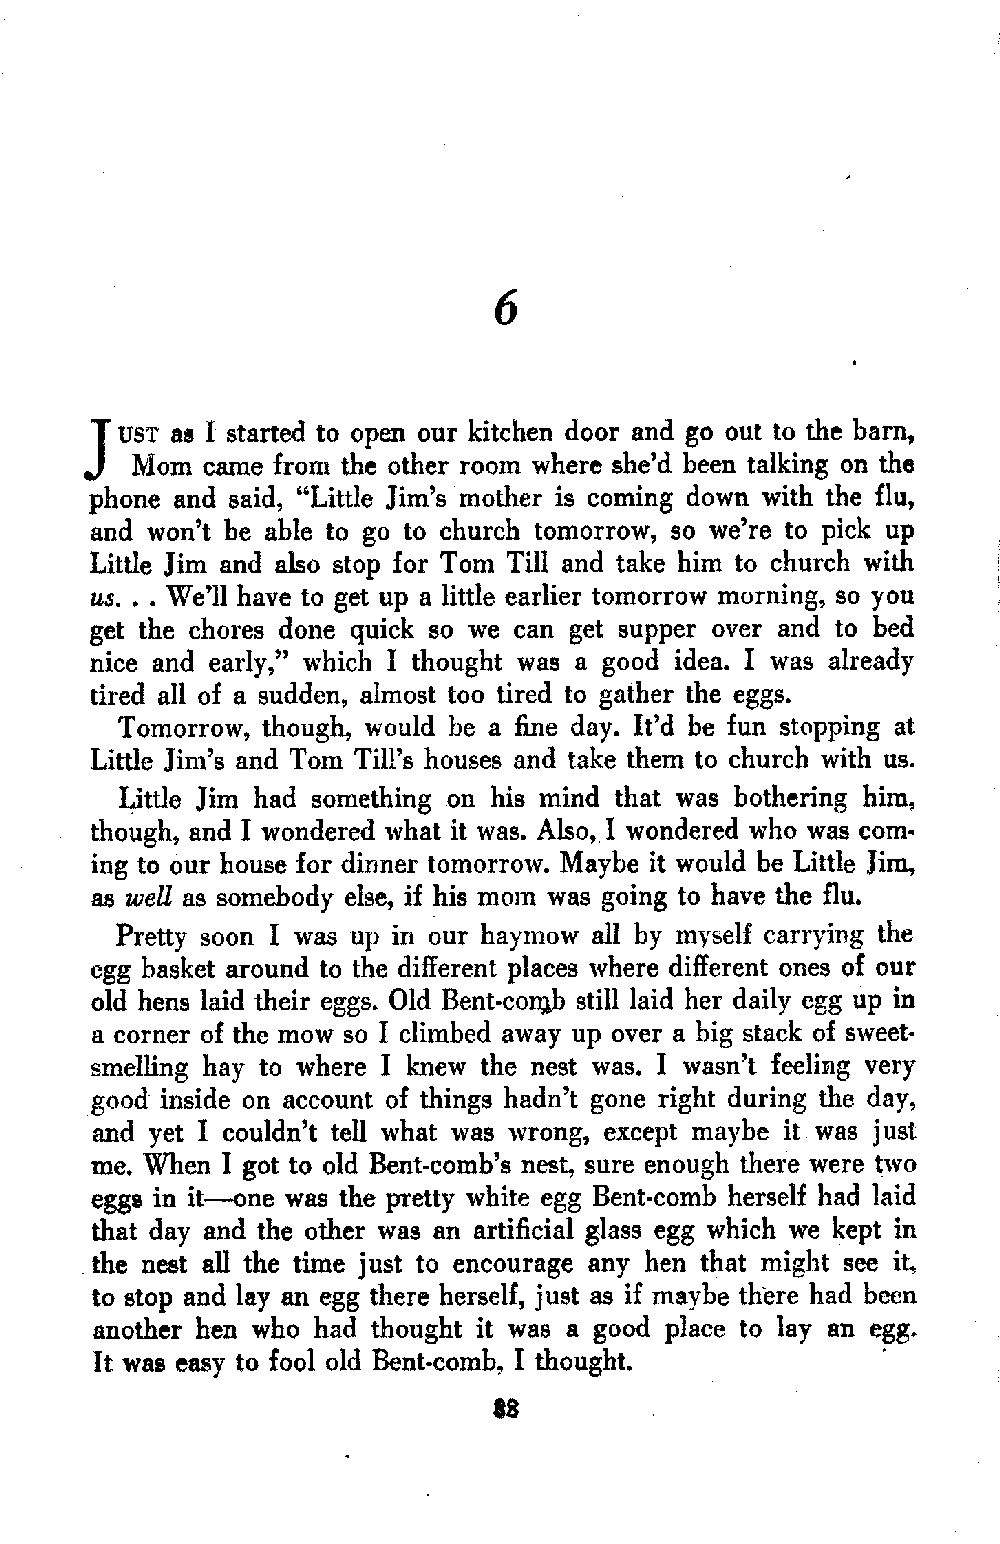 6
JUST as I started to open our kitchen door and go out to the barn,
Mom came from the other room where she'd been talking on the
phone and said, “Little Jim's mother is coming down with the flu,
and won't be able to go to church tomorrow, so we're to pick up
Little Jim and also stop for Tom Till and take him to church with
us. . . We'll have to get up a little earlier tomorrow morning, so you
get the chores done quick so we can get supper over and to bed
nice and early,” which I thought was a good idea. I was already
tired all of a sudden, almost too tired to gather the eggs.
Tomorrow, though, would be a fine day. It'd be fun stopping at
Little Jim's and Tom Till's houses and take them to church with us.
Little Jim had something on his mind that was bothering him,
though, and I wondered what it was. Also, I wondered who was com-
ing to our house for dinner tomorrow. Maybe it would be Little Jim,
as well as somebody else, if his mom was going to have the flu.
Pretty soon I was up in our haymow all by myself carrying the
egg basket around to the different places where different ones of our
old hens laid their eggs. Old Bent-comb still laid her daily egg up in
a corner of the mow so I climbed away up over a big stack of sweet-
smelling hay to where I knew the nest was. I wasn't feeling very
good inside on account of things hadn't gone right during the day,
and yet I couldn't tell what was wrong, except maybe it was just
me. When I got to old Bent-comb's nest, sure enough there were two
eggs in it—one was the pretty white egg Bent-comb herself had laid
that day and the other was an artificial glass egg which we kept in
the nest all the time just to encourage any hen that might see it,
to stop and lay an egg there herself, just as if maybe there had been
another hen who had thought it was a good place to lay an egg.
It was easy to fool old Bent-comb, I thought.
88